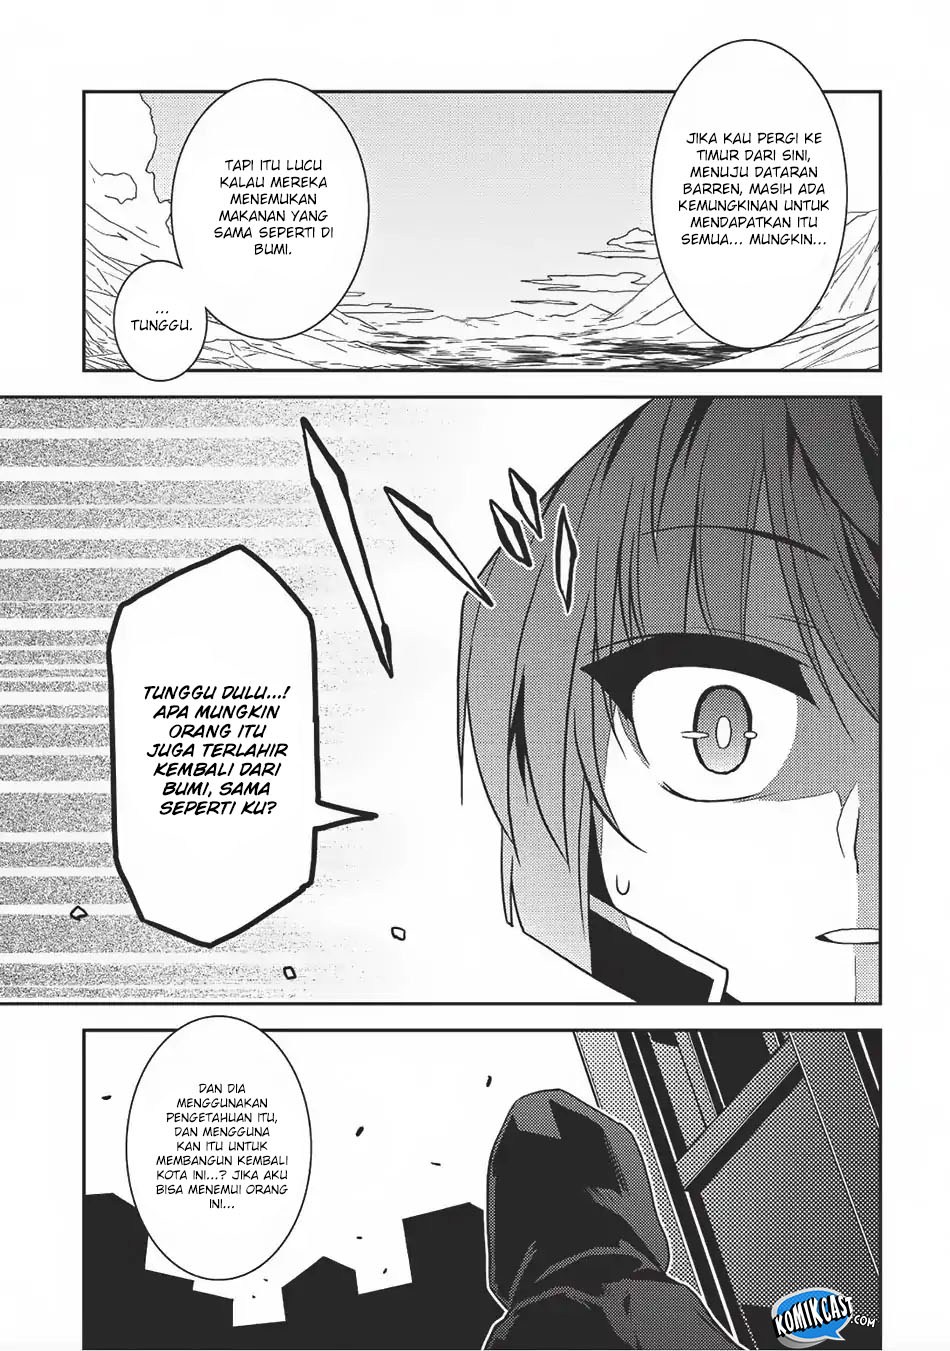 JIKA KAU PERGI KE
TIMUR DARI SINI,
MENUJU DATARAN
BARREN, MASIH ADA
KEMUNGKINAN UNTUK
MENDAPATKAN ITU
SEMUA... MUNGKIN...
TAPI ITU LUCU
KALAU MEREKA
MENEMUKAN
MAKANAN YANG
SAMA SEPERTI DI
BUMI.
...
TUNGGU.
TUNGGU DULU...!
APA MUNGKIN
ORANG ITU
JUGA TERLAHIR
KEMBALI DARI
BUMI, SAMA
SEPERTI KU?
DAN DIA
MENGGUNAKAN
PENGETAHUAN ITU,
DAN MENGGUNA
KAN ITU UNTUK
MEMBANGUN KEMBALI
KOTA INI...? JIKA AKU
BISA MENEMUI ORANG
INI...
KOMIKCAST
.COM